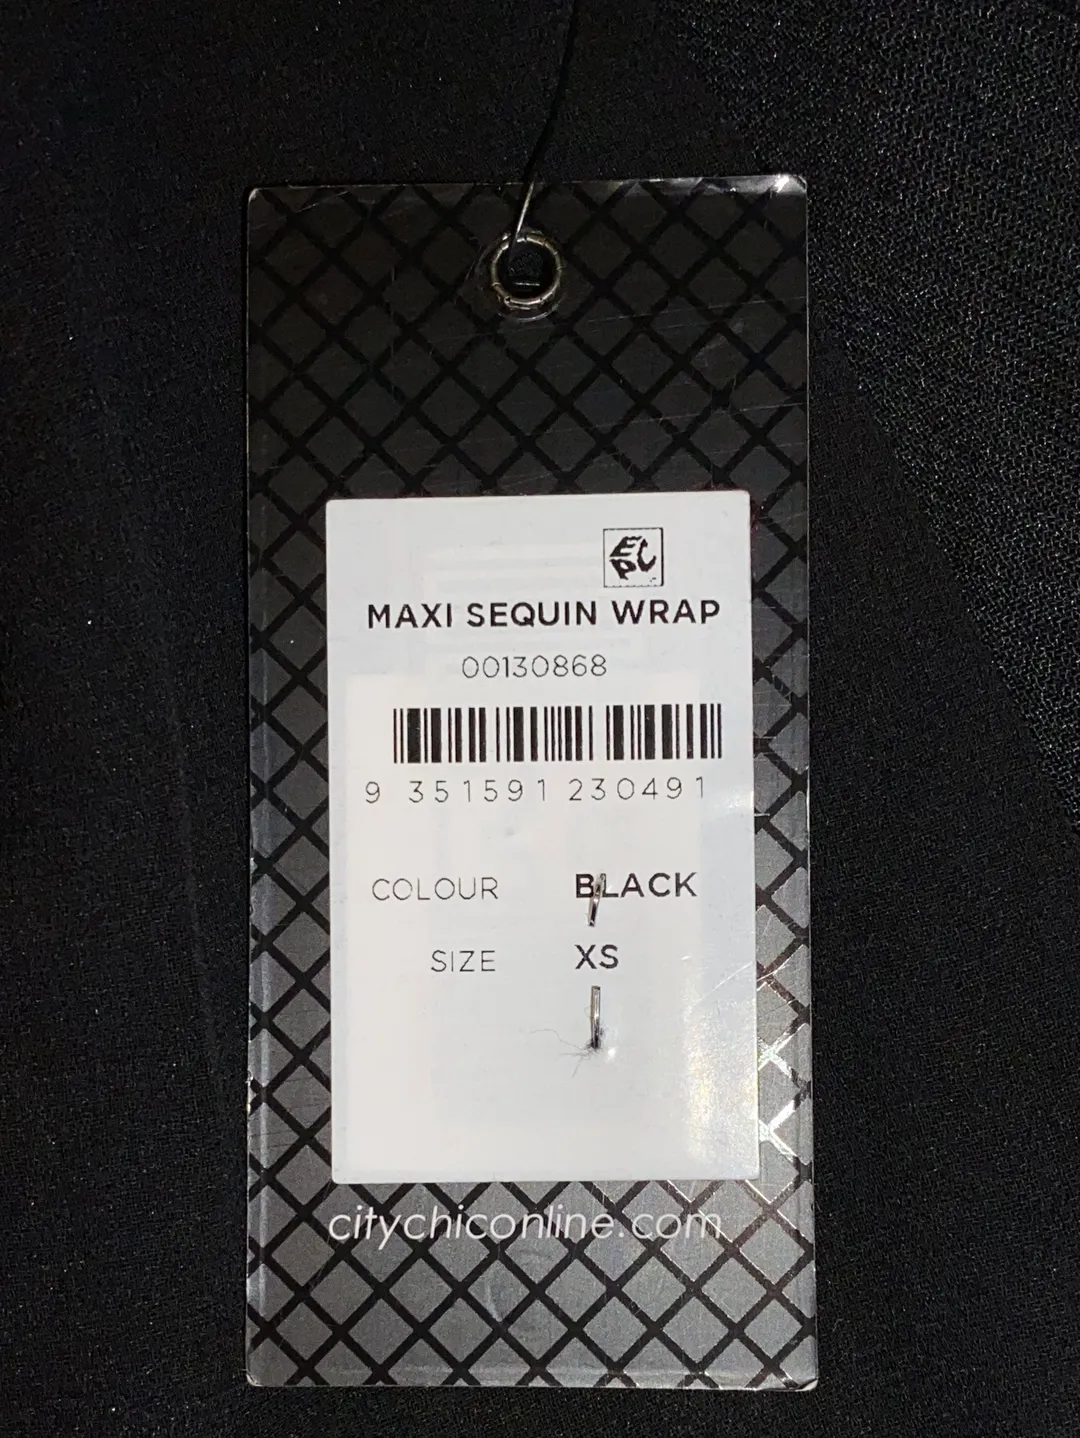 MAXI SEQUIN WRAP
00130868
9 351591 230491
COLOUR BLACK
SIZE XS
citychiconline.com